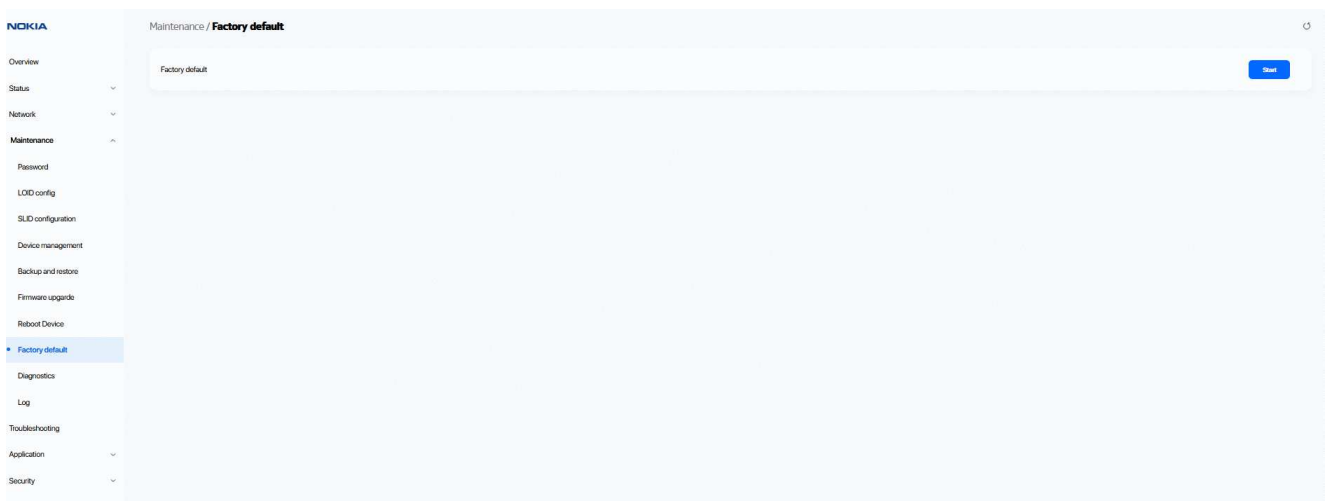 NOKIA
Maintenance / Factory default
Overview
Factory default
Start
Status
Network
Maintenance
Password
LOID config
SLID configuration
Device management
Backup and restore
Firmware upgarde
Reboot Device
Factory default
Diagnostics
Log
Troubleshooting
Application
Security